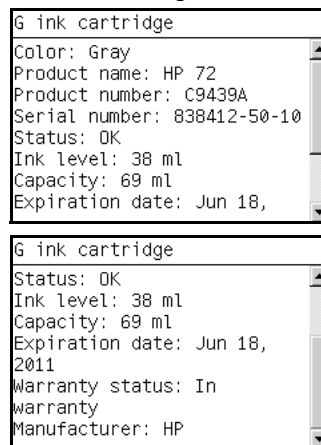 G ink cartridge
Color: Gray
Product name: HP 72
Product number: C9439A
Serial number: 838412-50-10
Status: OK
Ink level: 38 ml
Capacity: 69 ml
Expiration date: Jun 18,
G ink cartridge
Status: OK
Ink level: 38 ml
Capacity: 69 ml
Expiration date: Jun 18,
2011
Warranty status: In
warranty
Manufacturer: HP